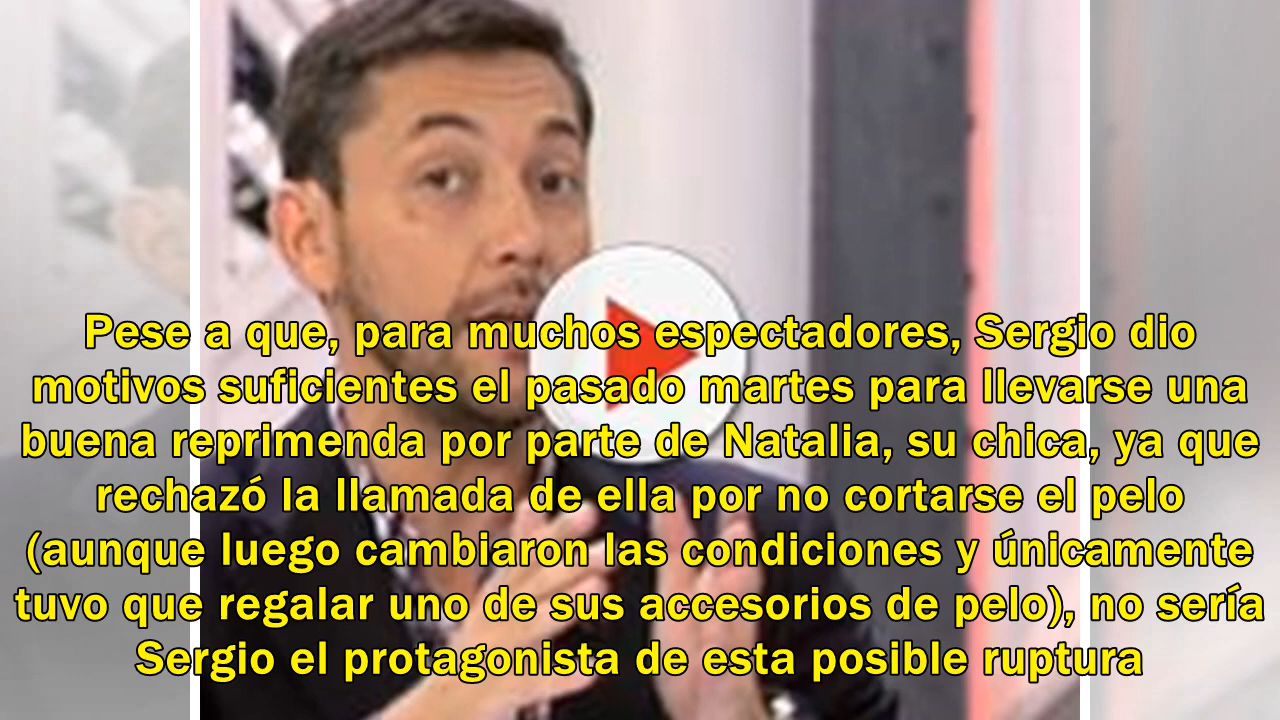 Pese a que, para muchos espectadores, Sergio dio
motivos suficientes el pasado martes para llevarse una
buena reprimenda por parte de Natalia, su chica, ya que
rechazó la llamada de ella por no cortarse el pelo
(aunque luego cambiaron las condiciones y únicamente
tuvo que regalar uno de sus accesorios de pelo), no sería
Sergio el protagonista de esta posible ruptura